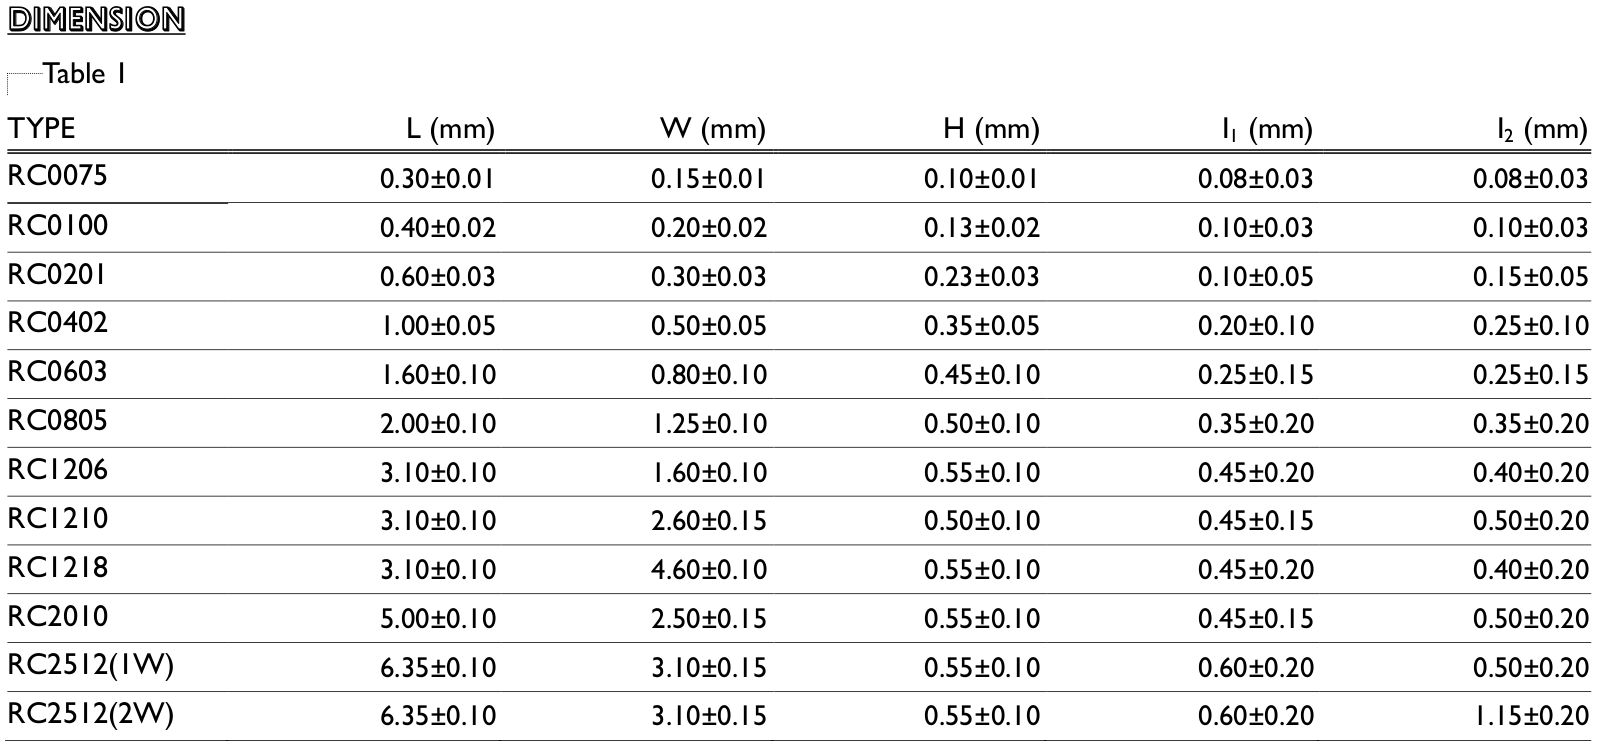 DIMENSION
Table 1
TYPE L (mm) W (mm) H (mm) I₁ (mm) I₂ (mm)
RC0075 0.30±0.01 0.15±0.01 0.10±0.01 0.08±0.03 0.08±0.03
RC0100 0.40±0.02 0.20±0.02 0.13±0.02 0.10±0.03 0.10±0.03
RC0201 0.60±0.03 0.30±0.03 0.23±0.03 0.10±0.05 0.15±0.05
RC0402 1.00±0.05 0.50±0.05 0.35±0.05 0.20±0.10 0.25±0.10
RC0603 1.60±0.10 0.80±0.10 0.45±0.10 0.25±0.15 0.25±0.15
RC0805 2.00±0.10 1.25±0.10 0.50±0.10 0.35±0.20 0.35±0.20
RC1206 3.10±0.10 1.60±0.10 0.55±0.10 0.45±0.20 0.40±0.20
RC1210 3.10±0.10 2.60±0.15 0.50±0.10 0.45±0.15 0.50±0.20
RC1218 3.10±0.10 4.60±0.10 0.55±0.10 0.45±0.20 0.40±0.20
RC2010 5.00±0.10 2.50±0.15 0.55±0.10 0.45±0.15 0.50±0.20
RC2512(1W) 6.35±0.10 3.10±0.15 0.55±0.10 0.60±0.20 0.50±0.20
RC2512(2W) 6.35±0.10 3.10±0.15 0.55±0.10 0.60±0.20 1.15±0.20